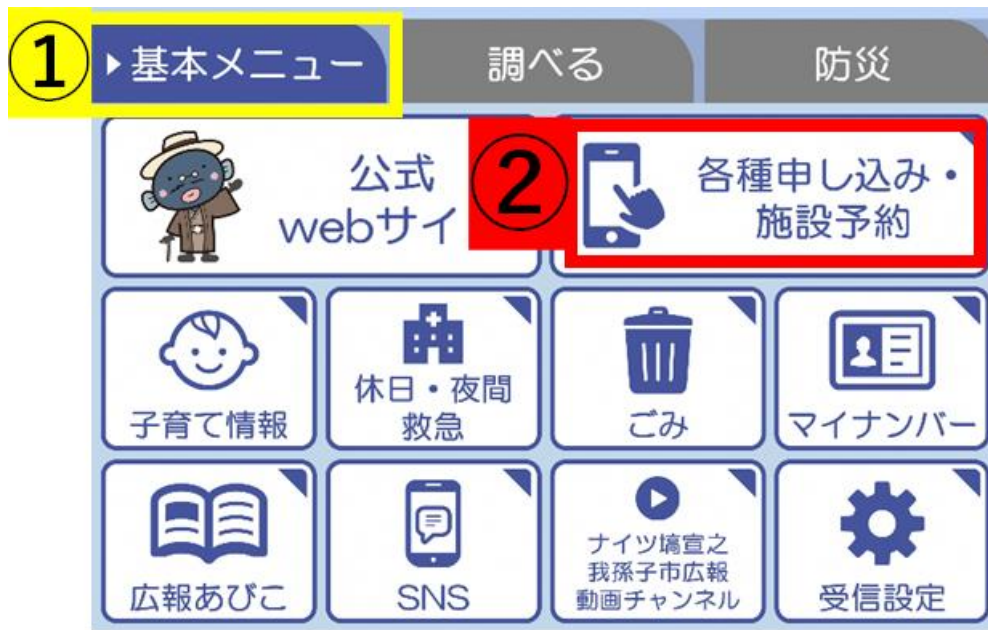 ①
基本メニュー
調べる
防災
公式
webサイ
②
各種申し込み・
施設予約
子育て情報
休日・夜間
救急
ごみ
マイナンバー
広報あびこ
SNS
ナイツ塙宣之
我孫子市広報
動画チャンネル
受信設定